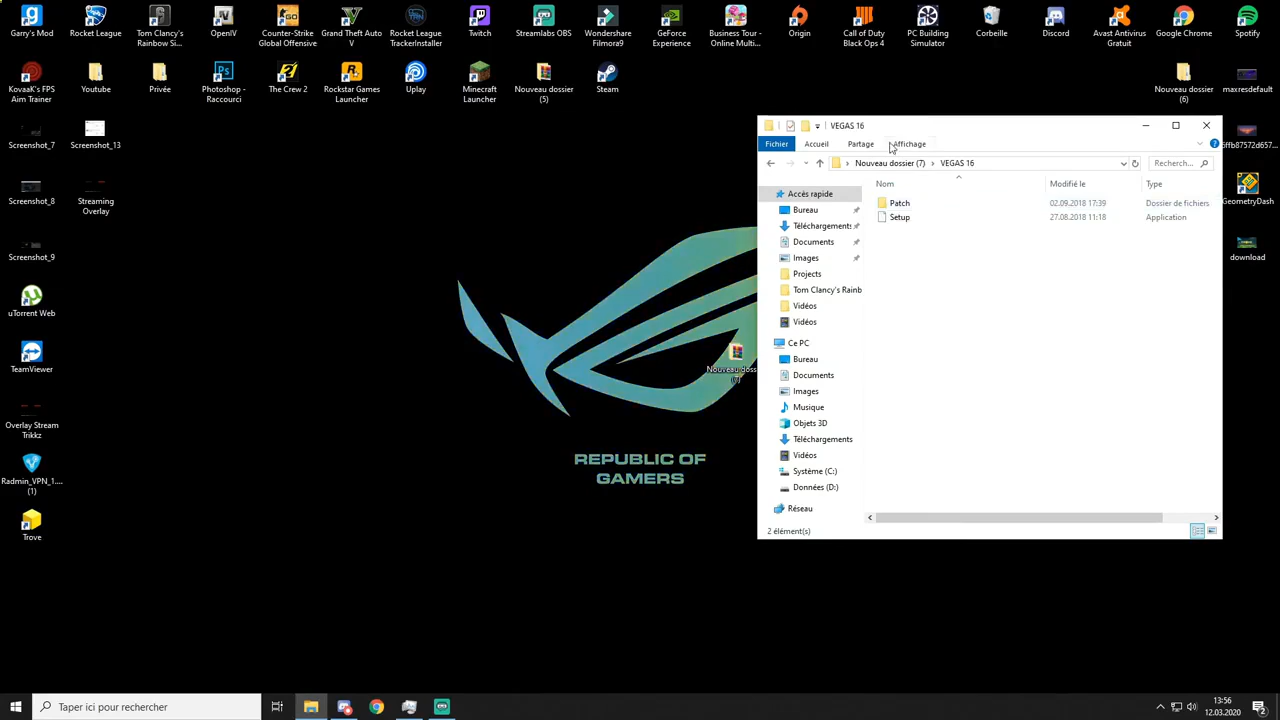 Garry's Mod
Rocket League
Tom Clancy's
Rainbow Si...
OpenIV
Counter-Strike
Global Offensive
Grand Theft Auto
V
Rocket League
TrackerInstaller
Twitch
Streamlabs OBS
Wondershare
Filmora9
GeForce
Experience
Business Tour -
Online Multi...
Origin
Call of Duty
Black Ops 4
PC Building
Simulator
Corbeille
Discord
Avast Antivirus
Gratuit
Google Chrome
Spotify
KovaaK's FPS
Aim Trainer
Youtube
Privée
Photoshop -
Raccourci
The Crew 2
Rockstar Games
Launcher
Uplay
Minecraft
Launcher
Nouveau dossier
(5)
Steam
Nouveau dossier
(6)
maxresdefault
Screenshot_7
Screenshot_13
Screenshot_8
Streaming
Overlay
Screenshot_9
uTorrent Web
TeamViewer
Overlay Stream
Trikkz
Radmin_VPN_1....
(1)
Trove
GeometryDash
download
VEGAS 16
Fichier
Accueil
Partage
Affichage
Nouveau dossier (7)
VEGAS 16
Recherch...
Nom
Modifié le
Type
Patch
02.09.2018 17:39
Dossier de fichiers
Setup
27.08.2018 11:18
Application
Accès rapide
Bureau
Téléchargements
Documents
Images
Projects
Tom Clancy's Rainb
Vidéos
Vidéos
Ce PC
Bureau
Documents
Images
Musique
Objets 3D
Téléchargements
Vidéos
Système (C:)
Données (D:)
Réseau
2 élément(s)
REPUBLIC OF
GAMERS
Nouveau doss
Taper ici pour rechercher
13:56
12.03.2020
2